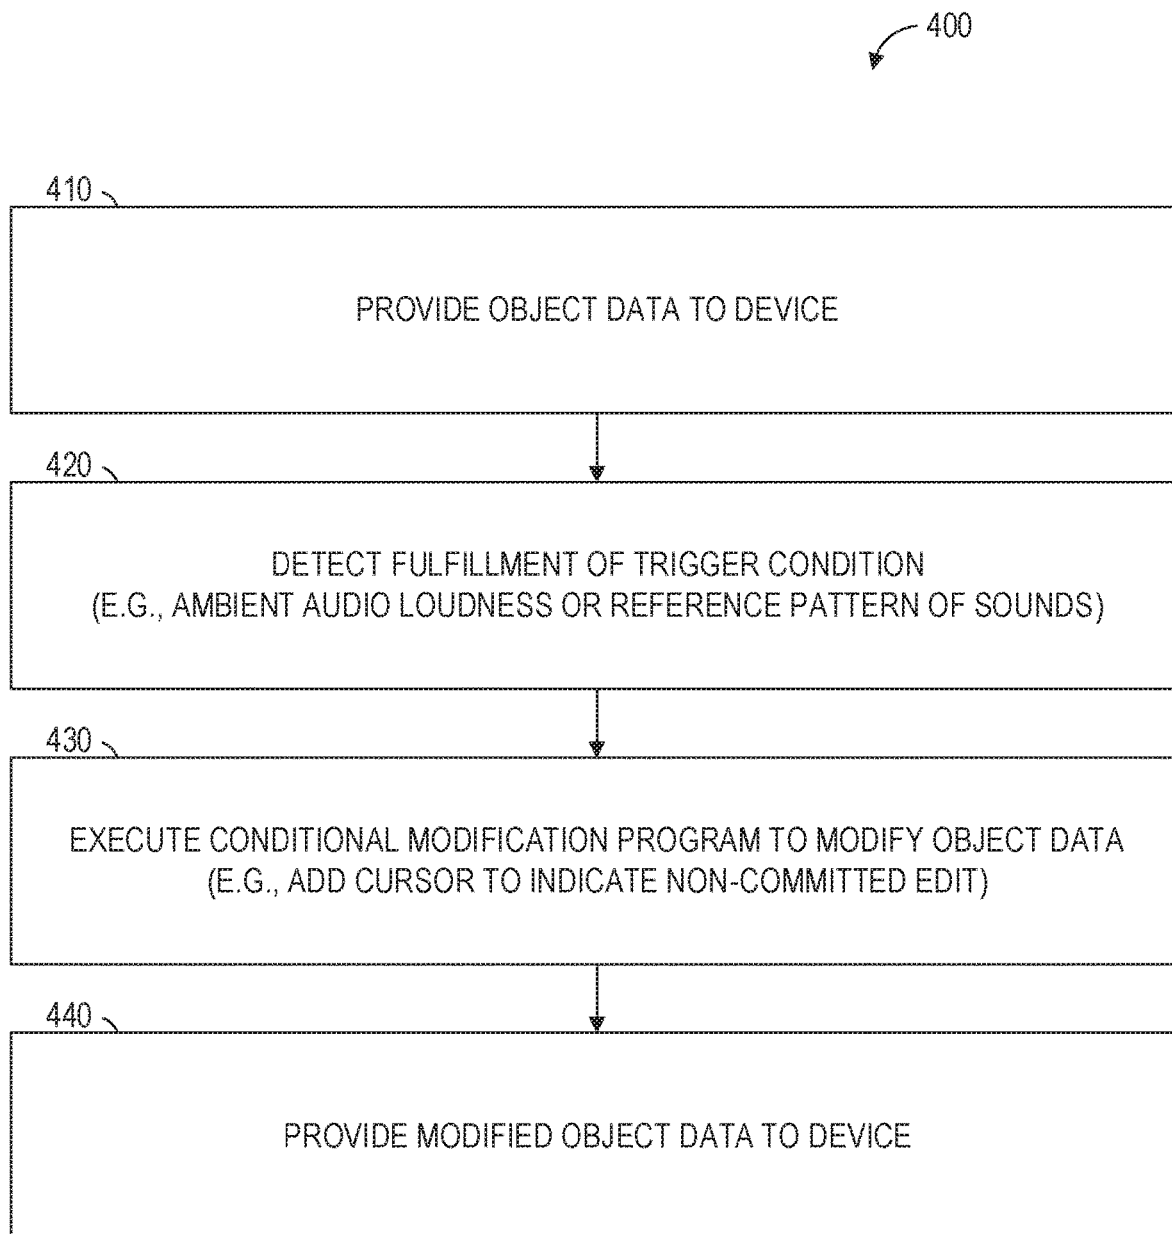 400
410
PROVIDE OBJECT DATA TO DEVICE
420
DETECT FULFILLMENT OF TRIGGER CONDITION
(E.G., AMBIENT AUDIO LOUDNESS OR REFERENCE PATTERN OF SOUNDS)
430
EXECUTE CONDITIONAL MODIFICATION PROGRAM TO MODIFY OBJECT DATA
(E.G., ADD CURSOR TO INDICATE NON-COMMITTED EDIT)
440
PROVIDE MODIFIED OBJECT DATA TO DEVICE